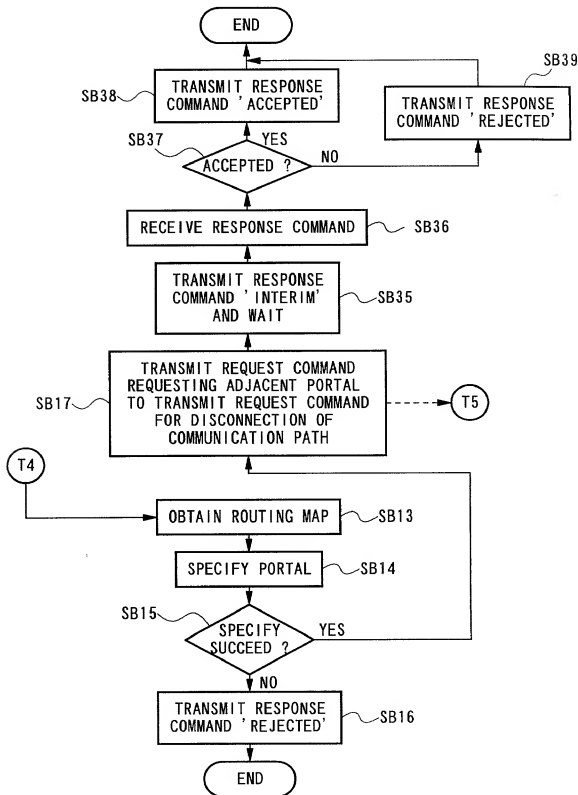 END
SB39
TRANSMIT RESPONSE
COMMAND 'ACCEPTED'
SB38
TRANSMIT RESPONSE
COMMAND 'REJECTED'
SB37
YES
ACCEPTED ?
NO
RECEIVE RESPONSE COMMAND
SB36
TRANSMIT RESPONSE
COMMAND 'INTERIM'
AND WAIT
SB35
TRANSMIT REQUEST COMMAND
REQUESTING ADJACENT PORTAL
TO TRANSMIT REQUEST COMMAND
FOR DISCONNECTION OF
COMMUNICATION PATH
SB17
T5
T4
OBTAIN ROUTING MAP
SB13
SPECIFY PORTAL
SB14
SB15
SPECIFY
SUCCEED ?
YES
NO
TRANSMIT RESPONSE
COMMAND 'REJECTED'
SB16
END